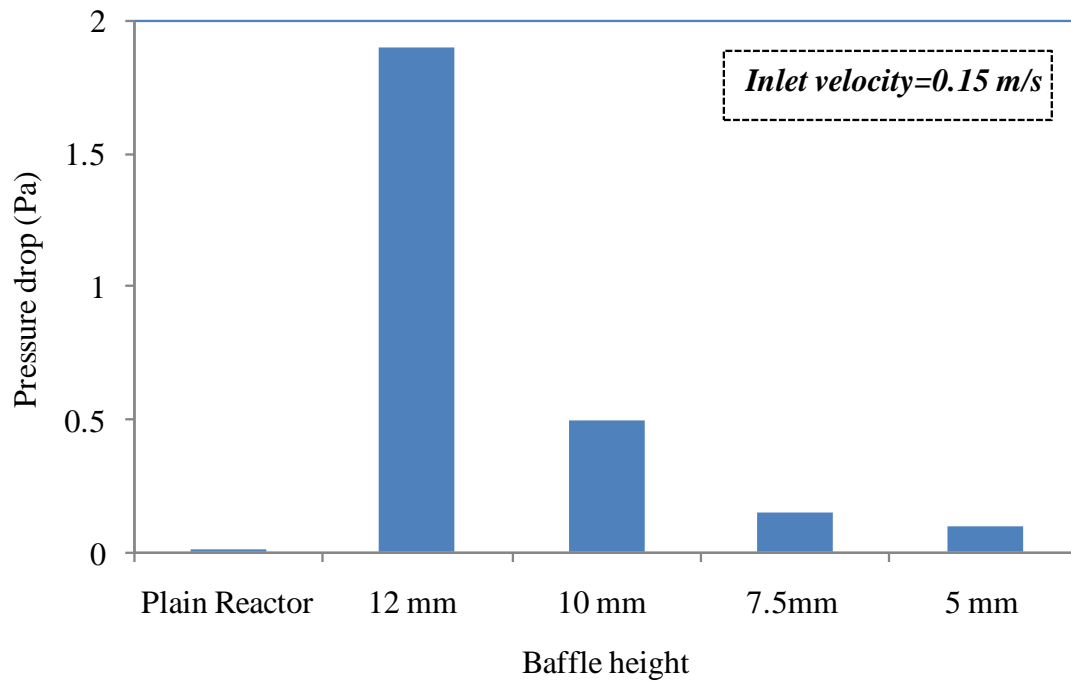 2
Inlet velocity=0.15 m/s
1.5
Pressure drop (Pa)
1
0.5
0
Plain Reactor 12 mm 10 mm 7.5mm 5 mm
Baffle height